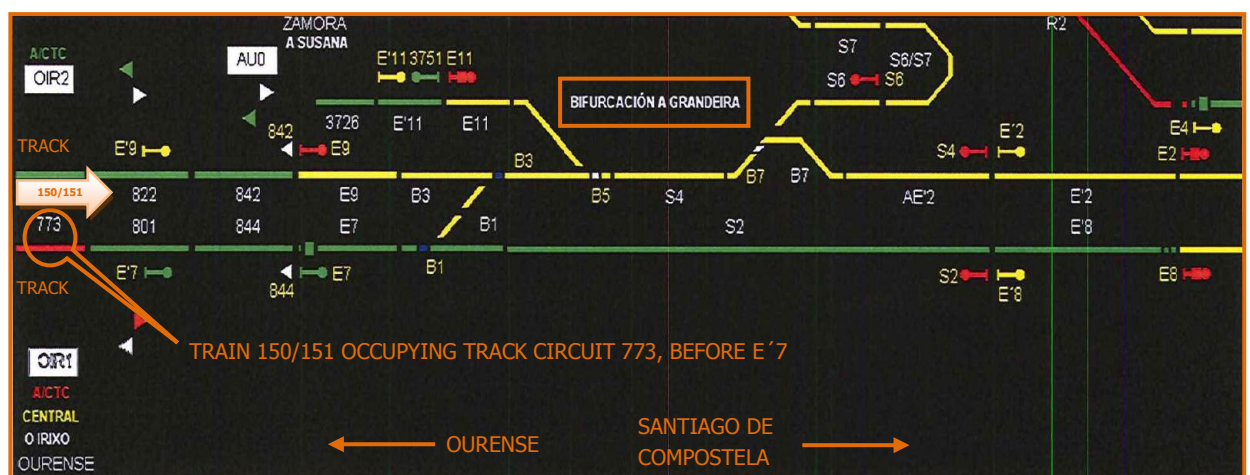 ZAMORA
A SUSANA
R2
A/CTC
OIR2
AU0
E'11 3751 E11
S7
S6/S7
S6 S6
BIFURCACIÓN A GRANDEIRA
842
3726 E'11 E11
TRACK
E'9
E9
B3
S4
E´2
E4
E2
150/151
822 842 E9 B3 B5 S4 B7 B7 AE'2 E'2
773 801 844 E7 B1 S2 E'8
E'7
844
E7
B1
S2
E´8
E8
TRACK
TRAIN 150/151 OCCUPYING TRACK CIRCUIT 773, BEFORE E´7
OIR1
A/CTC
CENTRAL
O IRIXO
OURENSE
OURENSE
SANTIAGO DE
COMPOSTELA